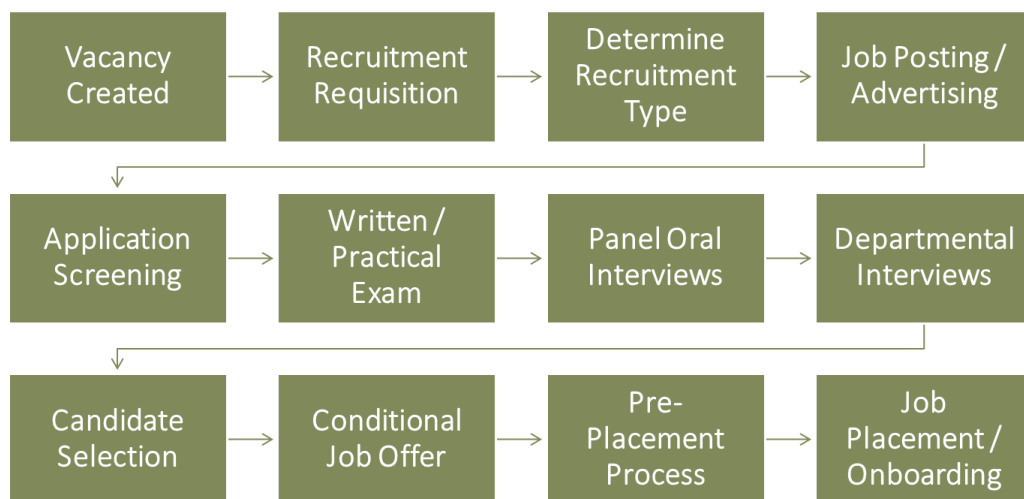 Vacancy
Created
Recruitment
Requisition
Determine
Recruitment
Type
Job Posting /
Advertising
Application
Screening
Written /
Practical
Exam
Panel Oral
Interviews
Departmental
Interviews
Candidate
Selection
Conditional
Job Offer
Pre-
Placement
Process
Job
Placement /
Onboarding